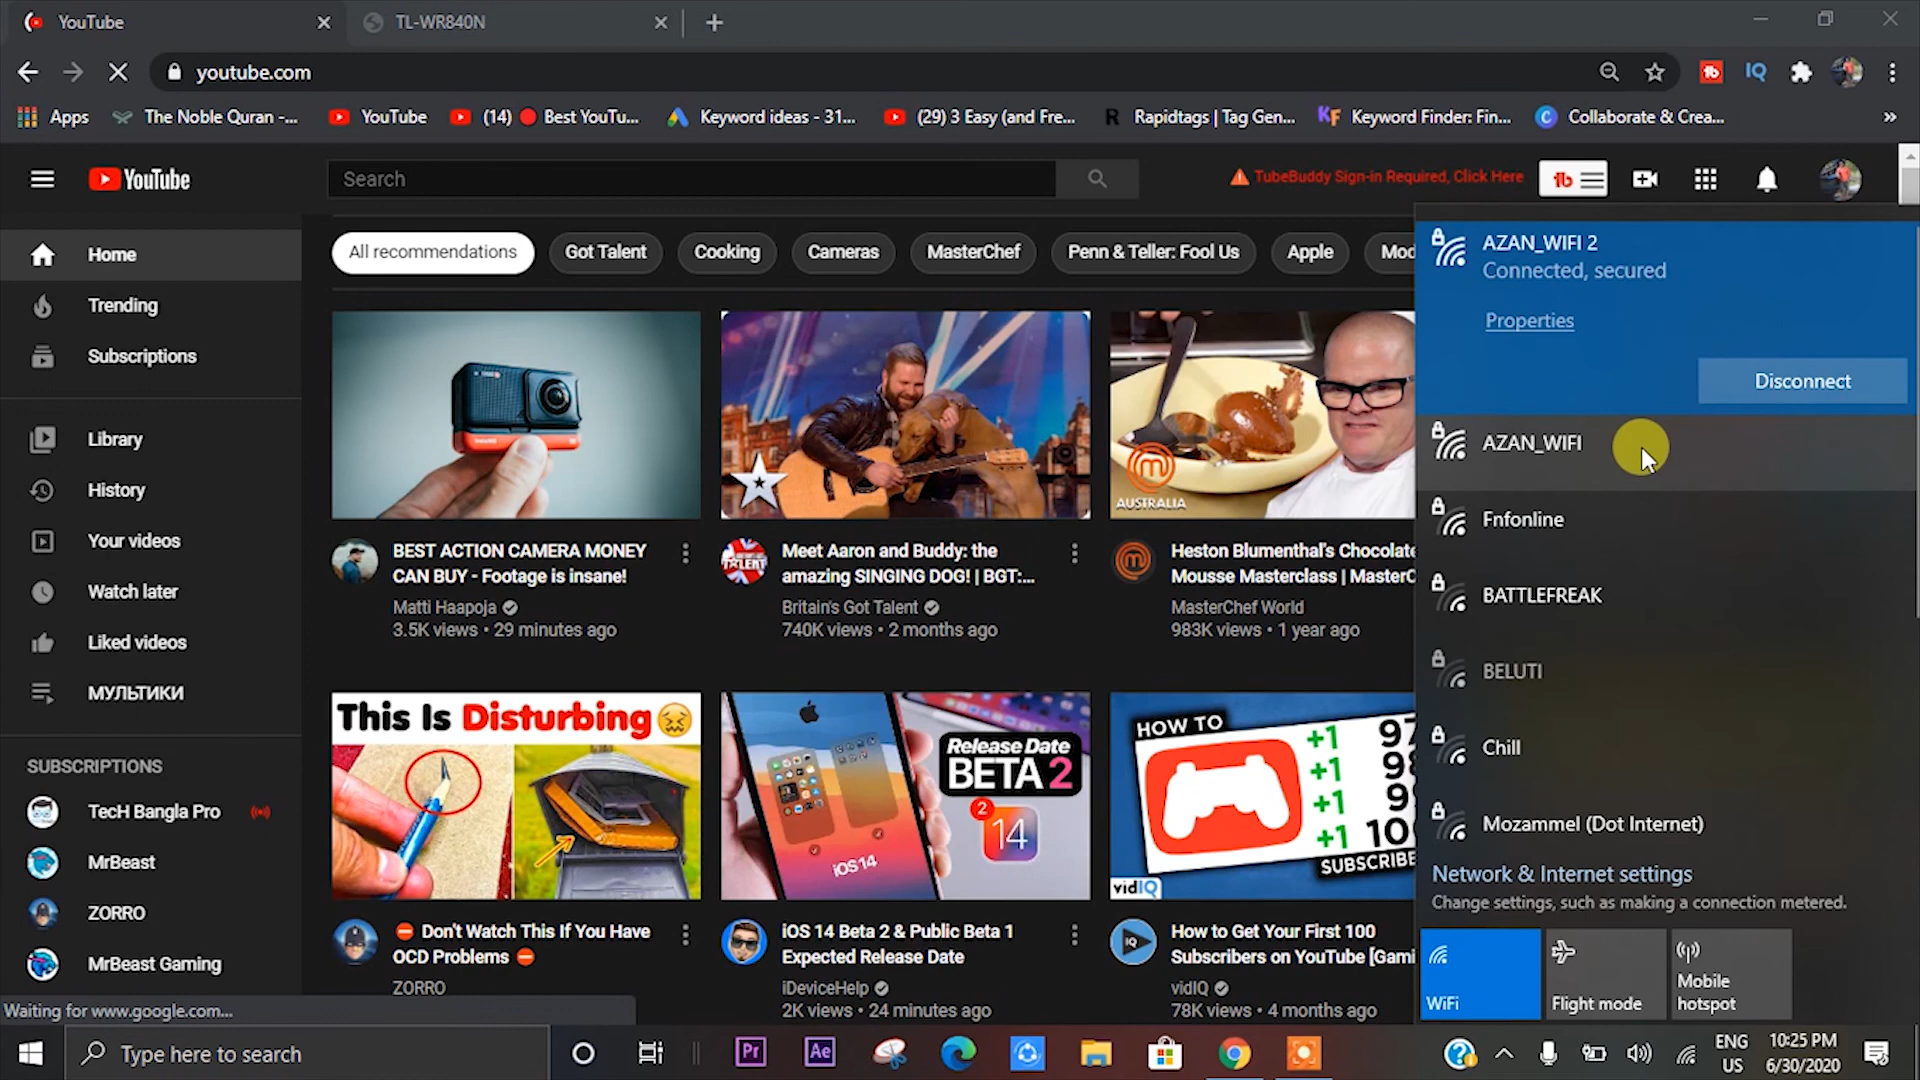 YouTube
TL-WR840N
youtube.com
Apps
The Noble Quran -...
YouTube
(14) 🔴 Best YouTu...
Keyword ideas - 31...
(29) 3 Easy (and Fre...
Rapidtags | Tag Gen...
Keyword Finder: Fin...
Collaborate & Crea...
YouTube
Search
TubeBuddy Sign-in Required, Click Here
Home
Trending
Subscriptions
Library
History
Your videos
Watch later
Liked videos
МУЛЬТИКИ
SUBSCRIPTIONS
TecH Bangla Pro
MrBeast
ZORRO
MrBeast Gaming
All recommendations
Got Talent
Cooking
Cameras
MasterChef
Penn & Teller: Fool Us
Apple
Mod
BEST ACTION CAMERA MONEY
CAN BUY - Footage is insane!
Matti Haapoja
3.5K views • 29 minutes ago
TALENT
Meet Aaron and Buddy: the
amazing SINGING DOG! | BGT:...
Britain's Got Talent
740K views • 2 months ago
AUSTRALIA
Heston Blumenthal's Chocolate
Mousse Masterclass | MasterC
MasterChef World
983K views • 1 year ago
This Is Disturbing
⛔ Don't Watch This If You Have
OCD Problems ⛔
ZORRO
Release Date
BETA 2
2
14
iOS14
iOS 14 Beta 2 & Public Beta 1
Expected Release Date
iDeviceHelp
2K views • 24 minutes ago
HOW TO
+1 97
+1 98
+1 99
+1 100
SUBSCRIBE
vidIQ
IQ
How to Get Your First 100
Subscribers on YouTube [Gami
vidIQ
78K views • 4 months ago
AZAN_WIFI 2
Connected, secured
Properties
Disconnect
AZAN_WIFI
Fnfonline
BATTLEFREAK
BELUTI
Chill
Mozammel (Dot Internet)
Network & Internet settings
Change settings, such as making a connection metered.
WiFi
Flight mode
Mobile
hotspot
Waiting for www.google.com...
Type here to search
Pr
Ae
ENG
US
10:25 PM
6/30/2020